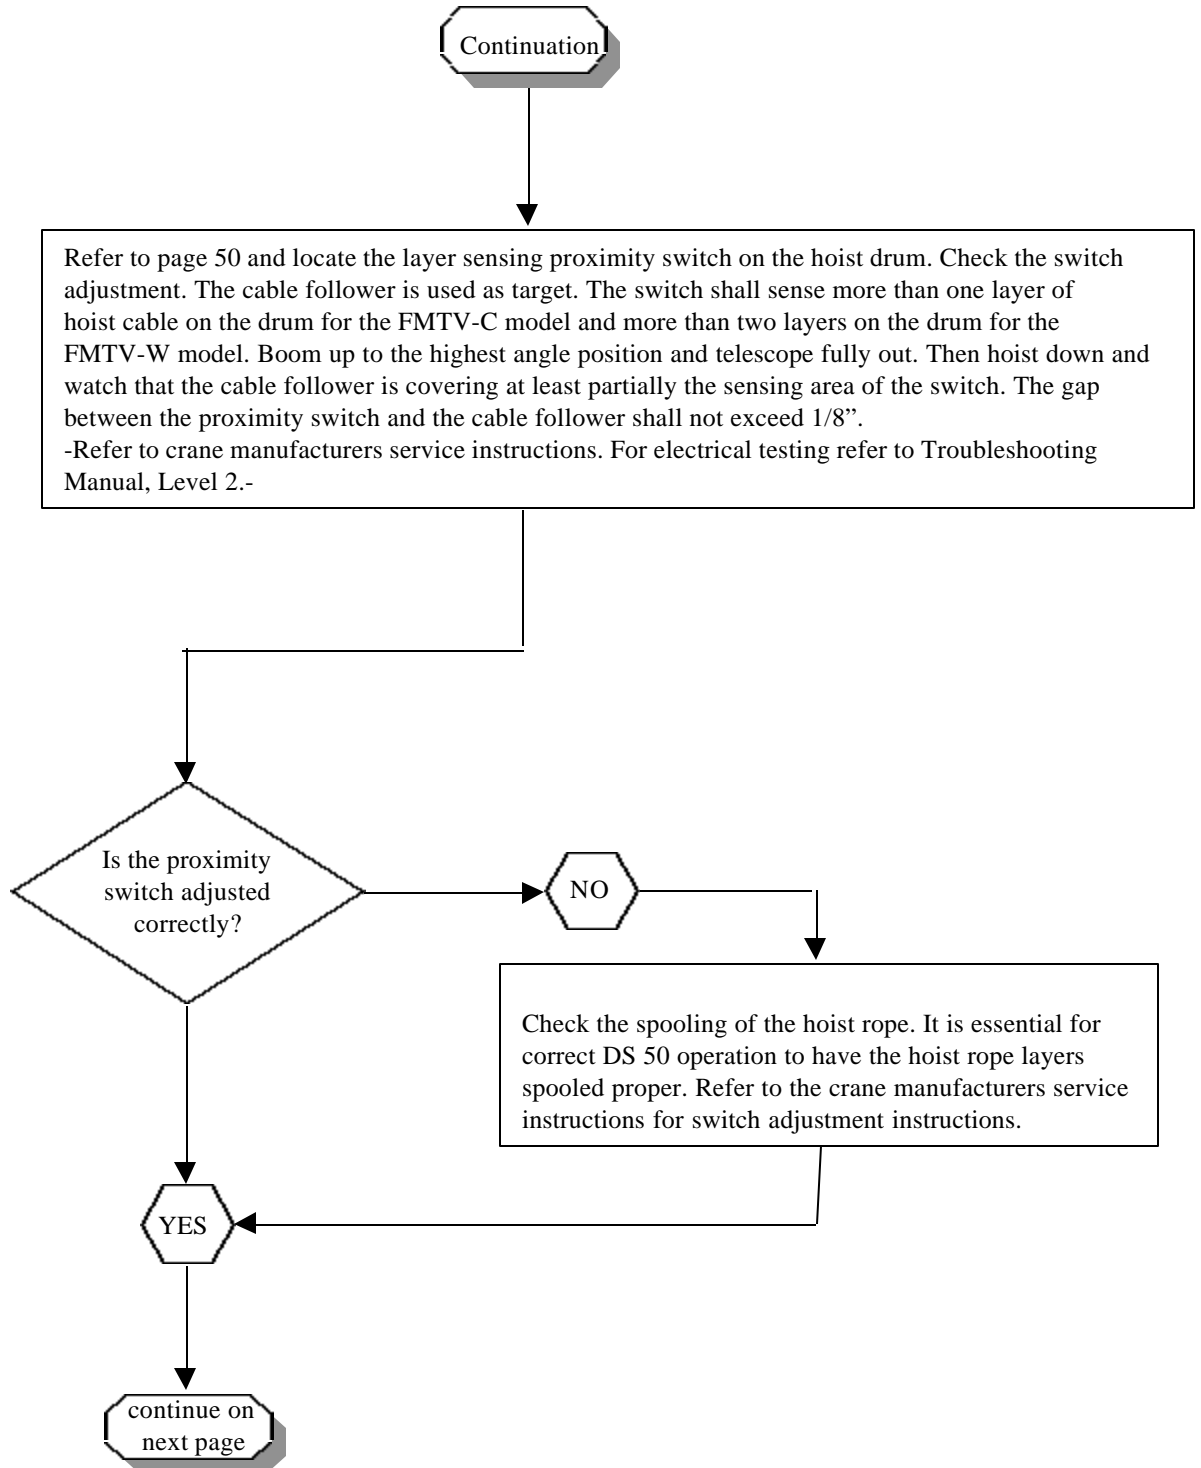 Continuation
Refer to page 50 and locate the layer sensing proximity switch on the hoist drum. Check the switch
adjustment. The cable follower is used as target. The switch shall sense more than one layer of
hoist cable on the drum for the FMTV-C model and more than two layers on the drum for the
FMTV-W model. Boom up to the highest angle position and telescope fully out. Then hoist down and
watch that the cable follower is covering at least partially the sensing area of the switch. The gap
between the proximity switch and the cable follower shall not exceed 1/8”.
-Refer to crane manufacturers service instructions. For electrical testing refer to Troubleshooting
Manual, Level 2.-
Is the proximity
switch adjusted
correctly?
NO
Check the spooling of the hoist rope. It is essential for
correct DS 50 operation to have the hoist rope layers
spooled proper. Refer to the crane manufacturers service
instructions for switch adjustment instructions.
YES
continue on
next page